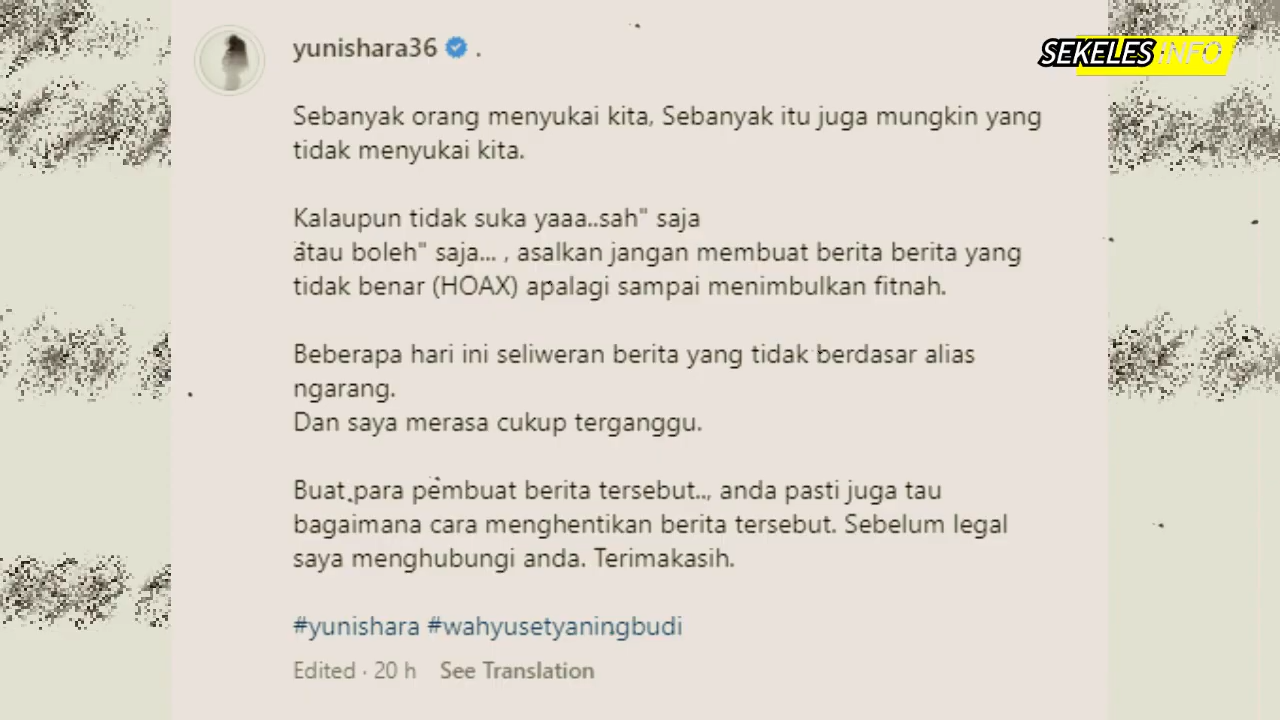 yunishara36 .
SEKELES INFO
Sebanyak orang menyukai kita, Sebanyak itu juga mungkin yang
tidak menyukai kita.
Kalaupun tidak suka yaaa..sah" saja
atau boleh" saja... , asalkan jangan membuat berita berita yang
tidak benar (HOAX) apalagi sampai menimbulkan fitnah.
Beberapa hari ini seliweran berita yang tidak berdasar alias
ngarang.
Dan saya merasa cukup terganggu.
Buat para pembuat berita tersebut.., anda pasti juga tau
bagaimana cara menghentikan berita tersebut. Sebelum legal
saya menghubungi anda. Terimakasih.
#yunishara #wahyusetyaningbudi
Edited · 20 h See Translation